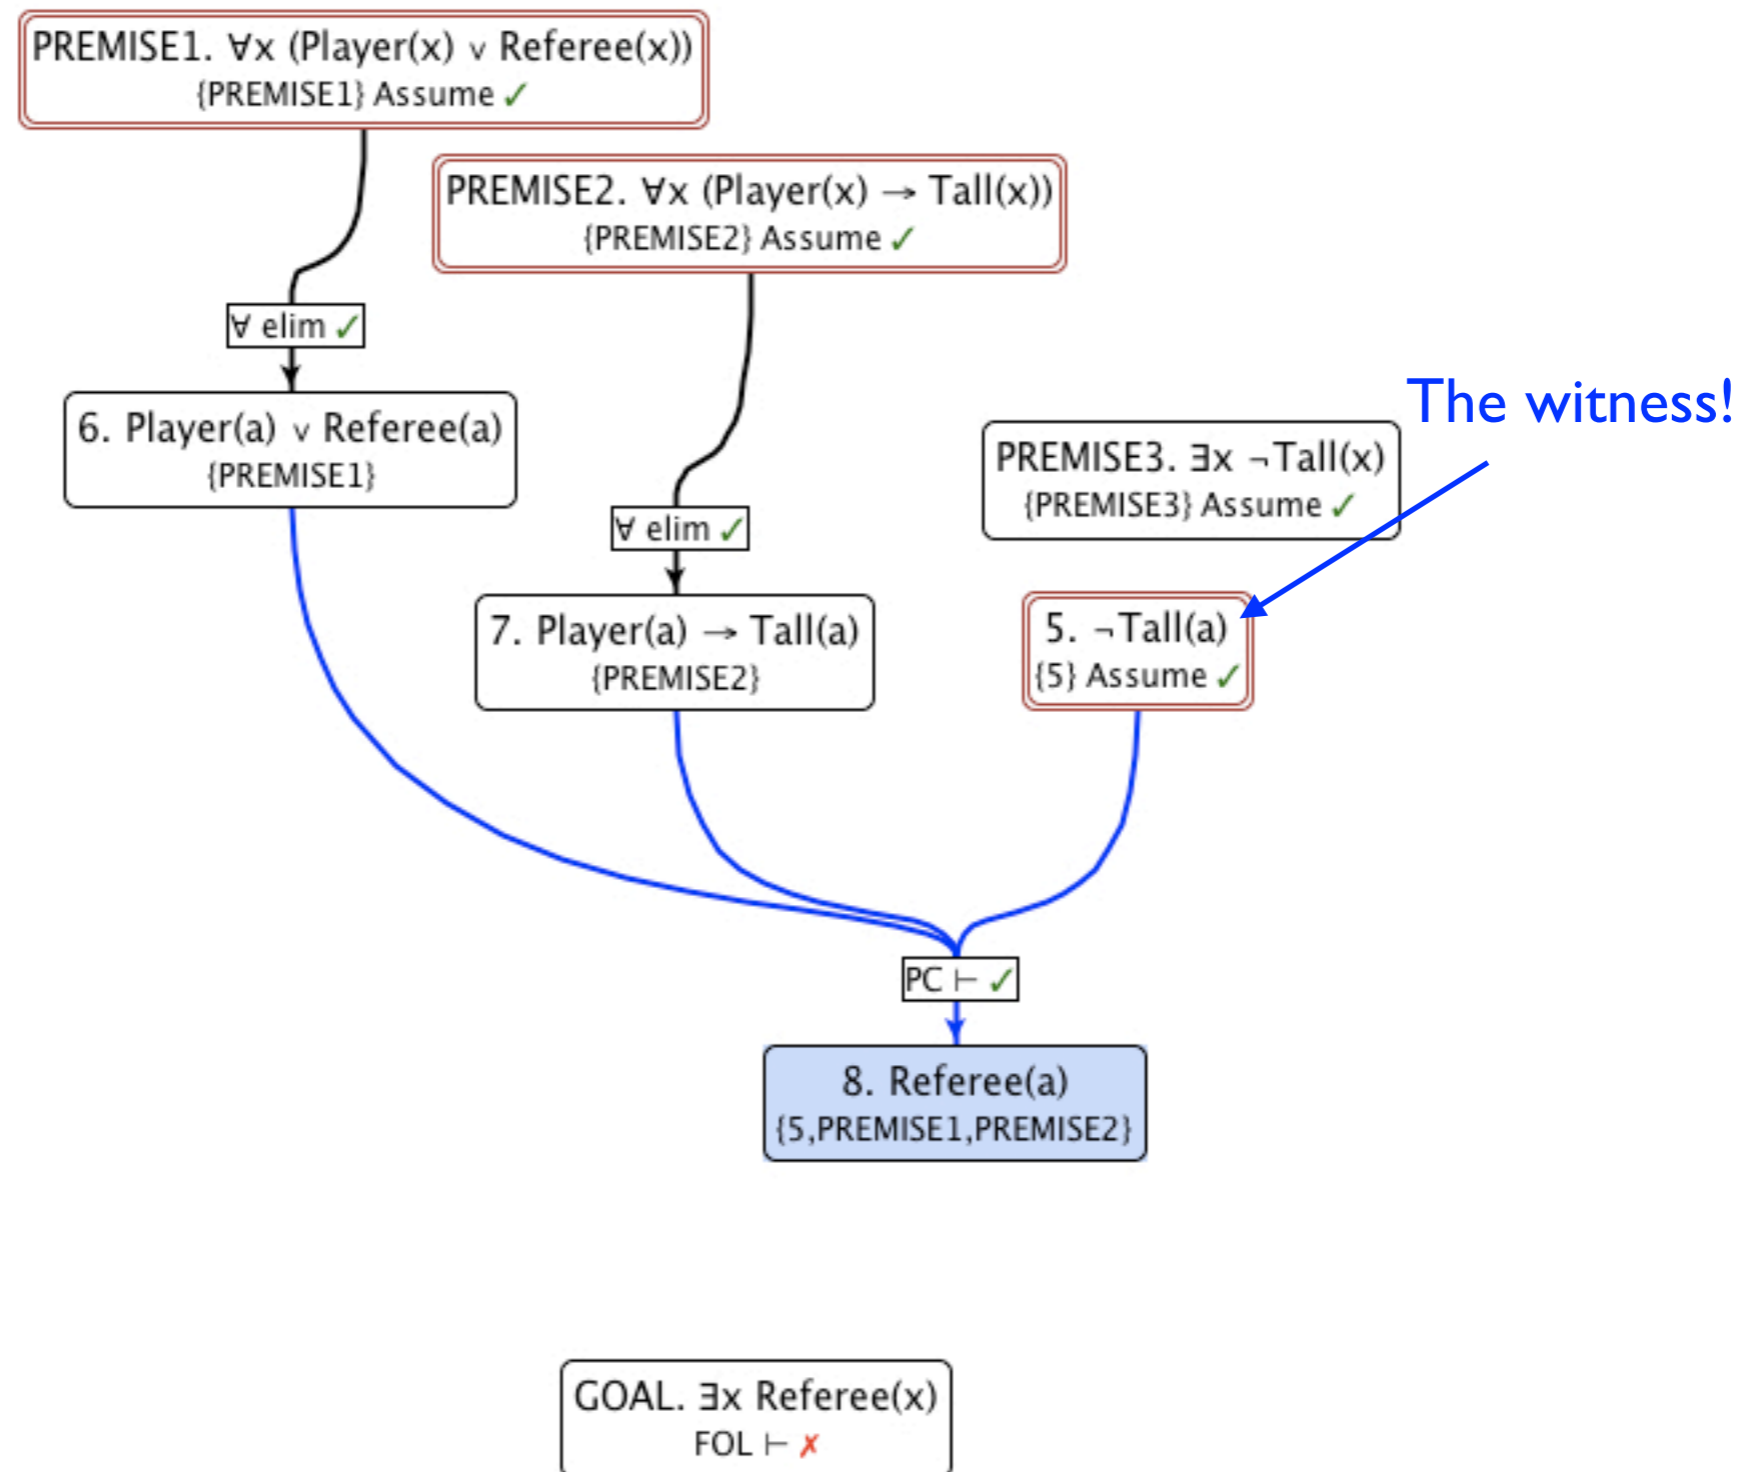 PREMISE1. ∀x (Player(x) ∨ Referee(x))
{PREMISE1} Assume ✓
PREMISE2. ∀x (Player(x) → Tall(x))
{PREMISE2} Assume ✓
∀ elim ✓
6. Player(a) ∨ Referee(a)
{PREMISE1}
The witness!
PREMISE3. ∃x ¬Tall(x)
{PREMISE3} Assume ✓
∀ elim ✓
7. Player(a) → Tall(a)
{PREMISE2}
5. ¬Tall(a)
{5} Assume ✓
PC ⊢ ✓
8. Referee(a)
{5,PREMISE1,PREMISE2}
GOAL. ∃x Referee(x)
FOL ⊢ ✗